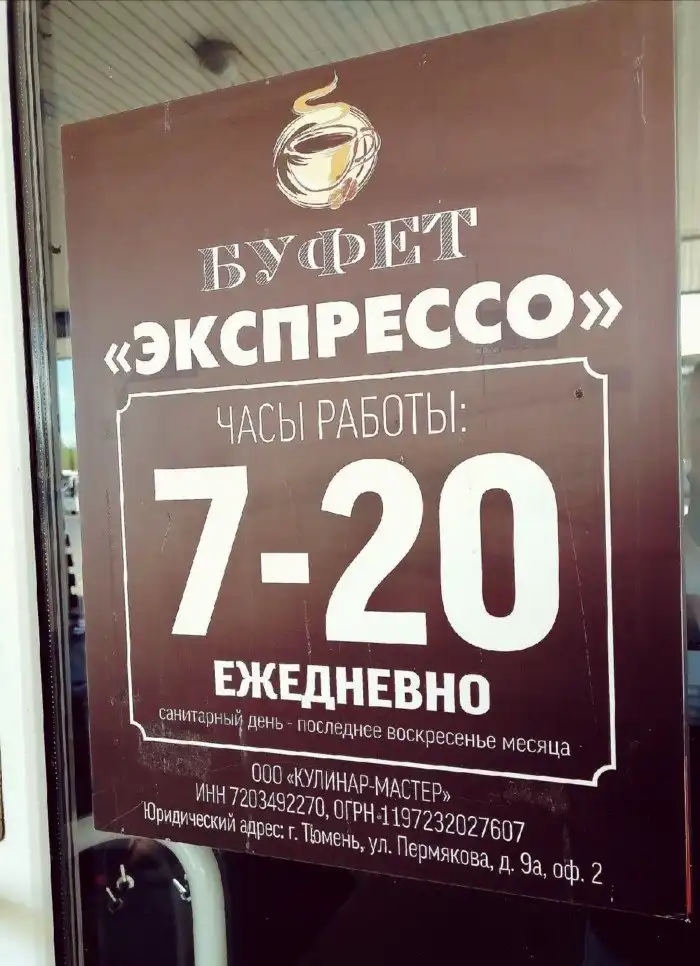 БУФЕТ
«ЭКСПРЕССО»
ЧАСЫ РАБОТЫ:
7-20
ЕЖЕДНЕВНО
санитарный день - последнее воскресенье месяца
ООО «КУЛИНАР-МАСТЕР»
ИНН 7203492270, ОГРН-1197232027607
Юридический адрес: г. Тюмень, ул. Пермякова, д. 9а, оф. 2